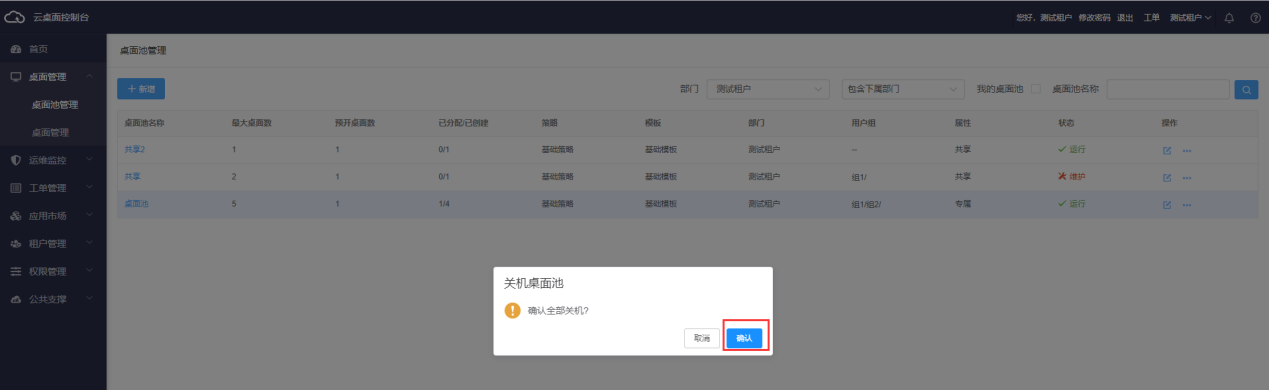 云桌面控制台 您好，测试租户 修改密码 退出 工单 测试租户
首页
桌面管理
桌面池管理
桌面管理
运维监控
工单管理
应用市场
租户管理
权限管理
公共支撑
桌面池管理
+ 新增 部门 测试租户 包含下属部门 我的桌面池 桌面池名称
桌面池名称 最大桌面数 预开桌面数 已分配/已创建 策略 模板 部门 用户组 属性 状态 操作
共享2 1 1 0/1 基础策略 基础模板 测试租户 -- 共享 运行
共享 2 1 0/1 基础策略 基础模板 测试租户 组1/ 共享 维护
桌面池 5 1 1/4 基础策略 基础模板 测试租户 组1/组2/ 专属 运行
关机桌面池
确认全部关机?
取消 确认